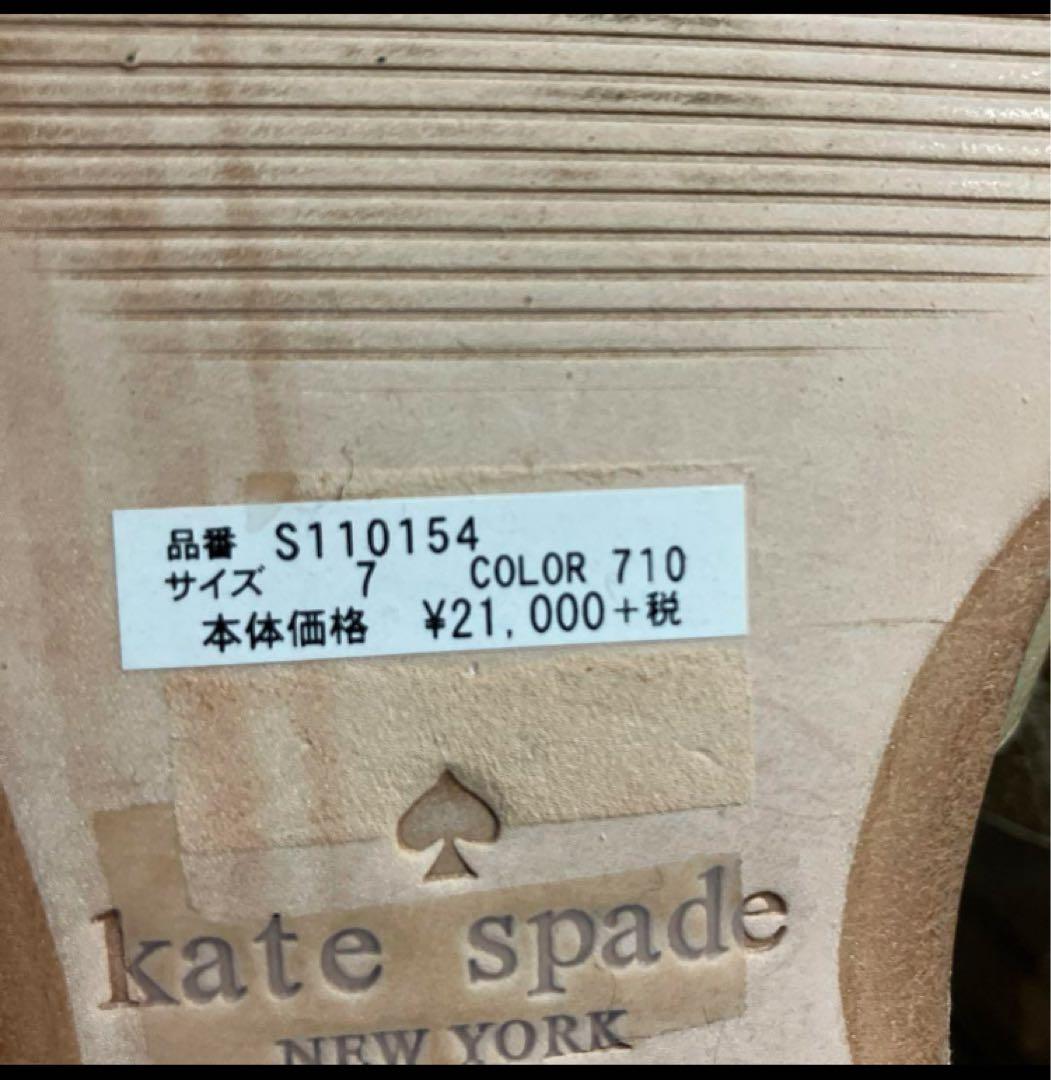 品番 S110154
サイズ 7 COLOR 710
本体価格 ¥21,000+税
kate spade
NEW YORK